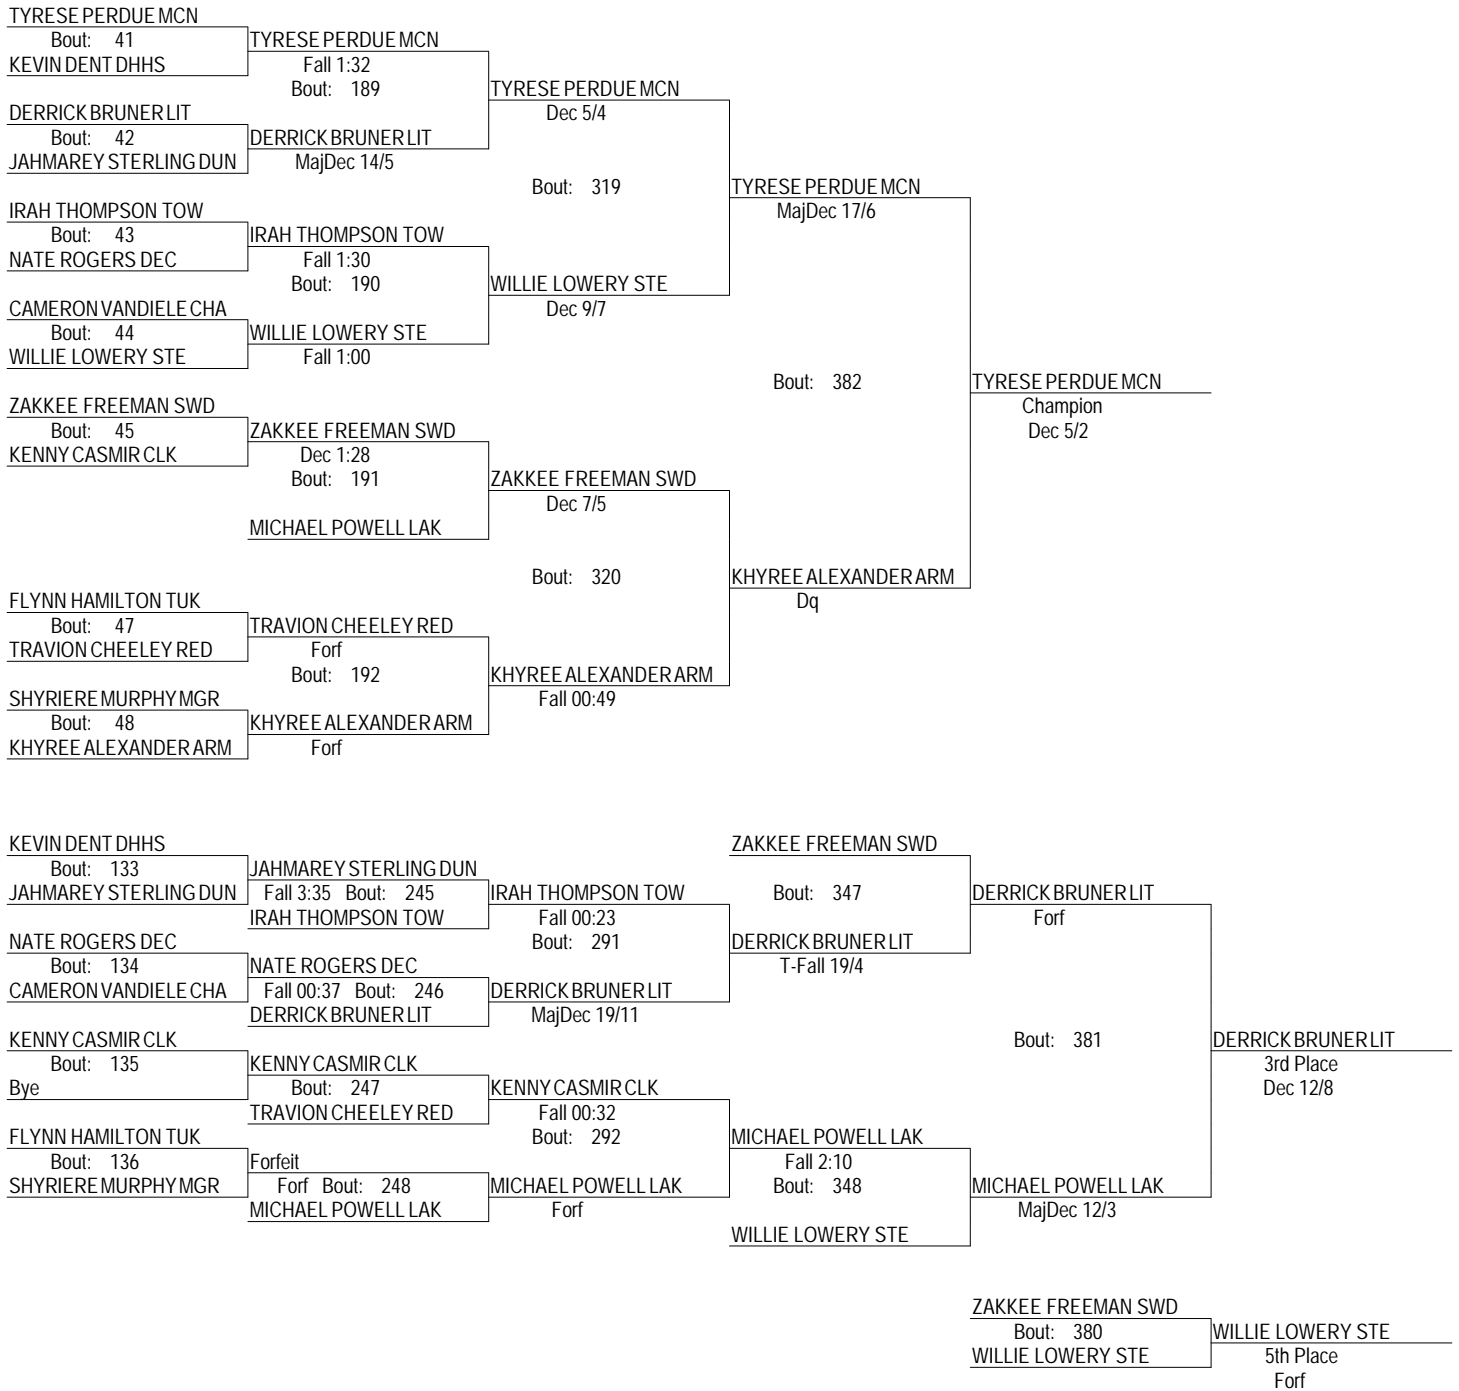 TYRESE PERDUE MCN
Bout: 41 TYRESE PERDUE MCN
KEVIN DENT DHHS Fall 1:32
Bout: 189 TYRESE PERDUE MCN
DERRICK BRUNER LIT Dec 5/4
Bout: 42 DERRICK BRUNER LIT
JAHMAREY STERLING DUN MajDec 14/5
Bout: 319 TYRESE PERDUE MCN
IRAH THOMPSON TOW MajDec 17/6
Bout: 43 IRAH THOMPSON TOW
NATE ROGERS DEC Fall 1:30
Bout: 190 WILLIE LOWERY STE
CAMERON VANDIELE CHA Dec 9/7
Bout: 44 WILLIE LOWERY STE
WILLIE LOWERY STE Fall 1:00
Bout: 382 TYRESE PERDUE MCN
ZAKKEE FREEMAN SWD Champion
Bout: 45 ZAKKEE FREEMAN SWD Dec 5/2
KENNY CASMIR CLK Dec 1:28
Bout: 191 ZAKKEE FREEMAN SWD
Dec 7/5
MICHAEL POWELL LAK
Bout: 320 KHYREE ALEXANDER ARM
FLYNN HAMILTON TUK Dq
Bout: 47 TRAVION CHEELEY RED
TRAVION CHEELEY RED Forf
Bout: 192 KHYREE ALEXANDER ARM
SHYRIERE MURPHY MGR Fall 00:49
Bout: 48 KHYREE ALEXANDER ARM
KHYREE ALEXANDER ARM Forf
KEVIN DENT DHHS ZAKKEE FREEMAN SWD
Bout: 133 JAHMAREY STERLING DUN
JAHMAREY STERLING DUN Fall 3:35 Bout: 245 IRAH THOMPSON TOW Bout: 347 DERRICK BRUNER LIT
IRAH THOMPSON TOW Fall 00:23 Forf
NATE ROGERS DEC Bout: 291 DERRICK BRUNER LIT
Bout: 134 NATE ROGERS DEC T-Fall 19/4
CAMERON VANDIELE CHA Fall 00:37 Bout: 246 DERRICK BRUNER LIT
DERRICK BRUNER LIT MajDec 19/11
KENNY CASMIR CLK Bout: 381 DERRICK BRUNER LIT
Bout: 135 KENNY CASMIR CLK 3rd Place
Bye Bout: 247 KENNY CASMIR CLK Dec 12/8
TRAVION CHEELEY RED Fall 00:32
FLYNN HAMILTON TUK Bout: 292 MICHAEL POWELL LAK
Bout: 136 Forfeit Fall 2:10
SHYRIERE MURPHY MGR Forf Bout: 248 MICHAEL POWELL LAK Bout: 348 MICHAEL POWELL LAK
MICHAEL POWELL LAK Forf MajDec 12/3
WILLIE LOWERY STE
ZAKKEE FREEMAN SWD
Bout: 380 WILLIE LOWERY STE
WILLIE LOWERY STE 5th Place
Forf